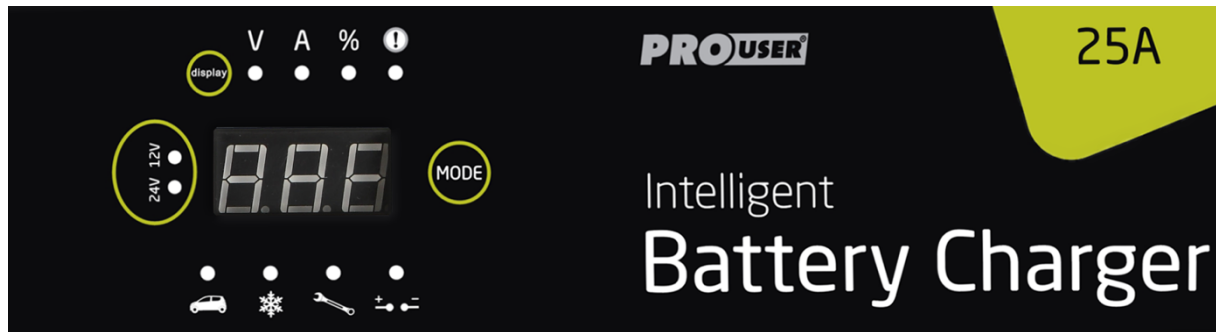 V A %
display
12V
24V
MODE
PROUSER®
25A
Intelligent
Battery Charger